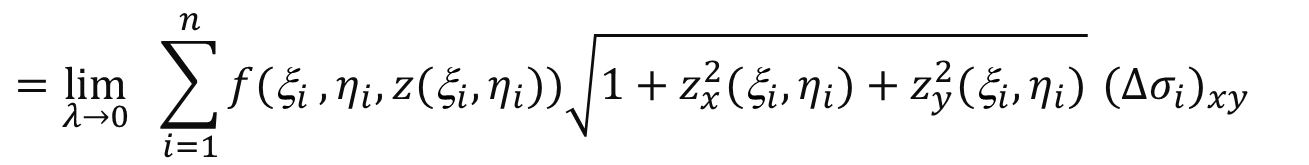 = lim_{λ→0} ∑_{i=1}^{n} f(ξ_i , η_i, z(ξ_i, η_i)) √(1 + z_x^2(ξ_i, η_i) + z_y^2(ξ_i, η_i)) (Δσ_i)_{xy}